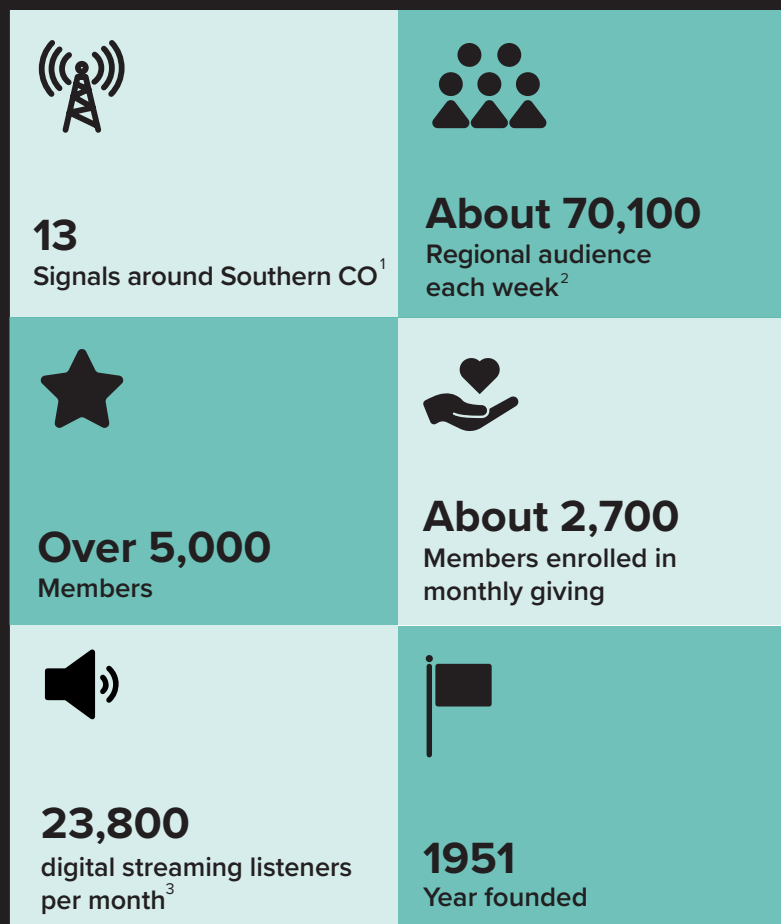 13
Signals around Southern CO1
About 70,100
Regional audience
each week2
Over 5,000
Members
About 2,700
Members enrolled in
monthly giving
23,800
digital streaming listeners
per month3
1951
Year founded